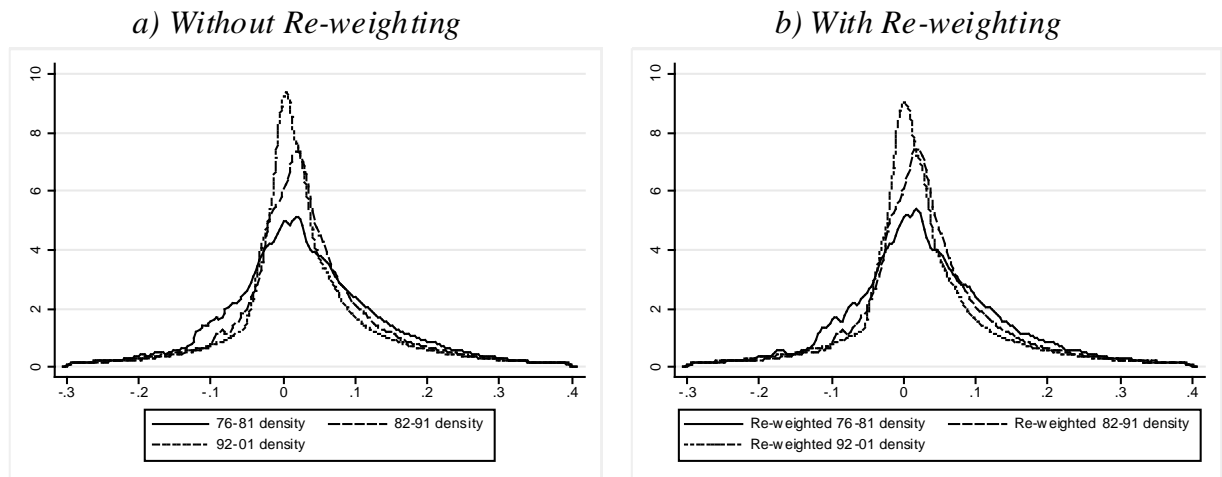 a) Without Re-weighting
10
8
6
4
2
0
-.3 -.2 -.1 0 .1 .2 .3 .4
76-81 density 82-91 density
92-01 density
b) With Re-weighting
10
8
6
4
2
0
-.3 -.2 -.1 0 .1 .2 .3 .4
Re-weighted 76-81 density Re-weighted 82-91 density
Re-weighted 92-01 density